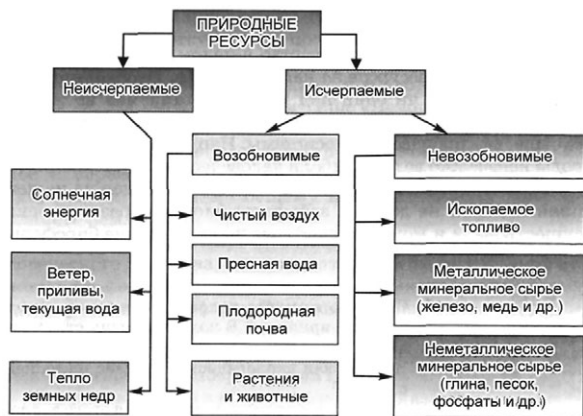 ПРИРОДНЫЕ
РЕСУРСЫ
Неисчерпаемые
Исчерпаемые
Возобновимые
Невозобновимые
Солнечная
энергия
Ветер,
приливы,
текущая вода
Тепло
земных недр
Чистый воздух
Пресная вода
Плодородная
почва
Растения
и животные
Ископаемое
топливо
Металлическое
минеральное сырье
(железо, медь и др.)
Неметаллическое
минеральное сырье
(глина, песок,
фосфаты и др.)